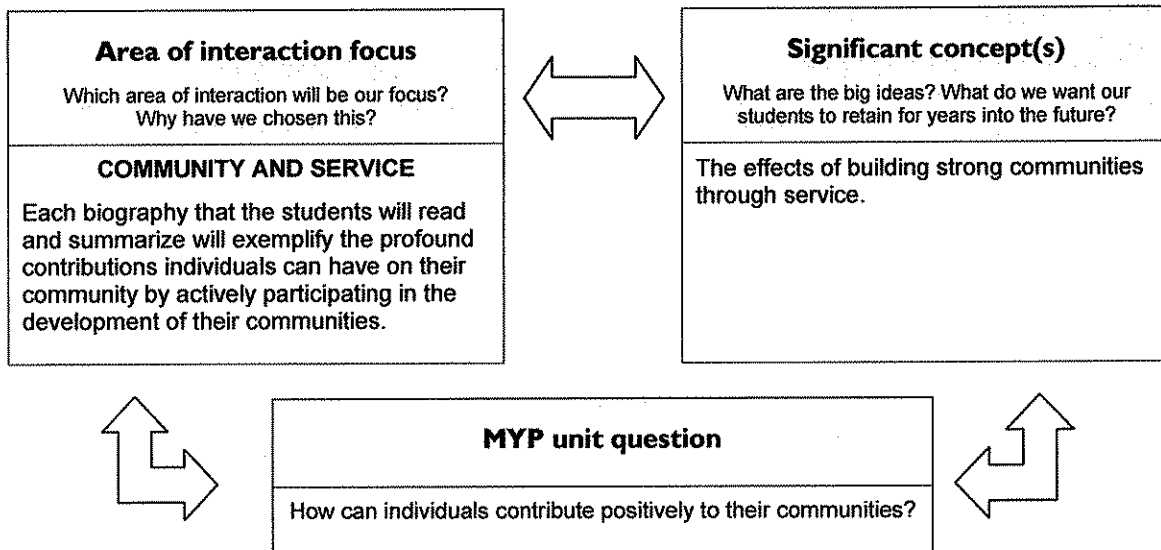 Area of interaction focus
Which area of interaction will be our focus?
Why have we chosen this?
COMMUNITY AND SERVICE
Each biography that the students will read
and summarize will exemplify the profound
contributions individuals can have on their
community by actively participating in the
development of their communities.
Significant concept(s)
What are the big ideas? What do we want our
students to retain for years into the future?
The effects of building strong communities
through service.
MYP unit question
How can individuals contribute positively to their communities?